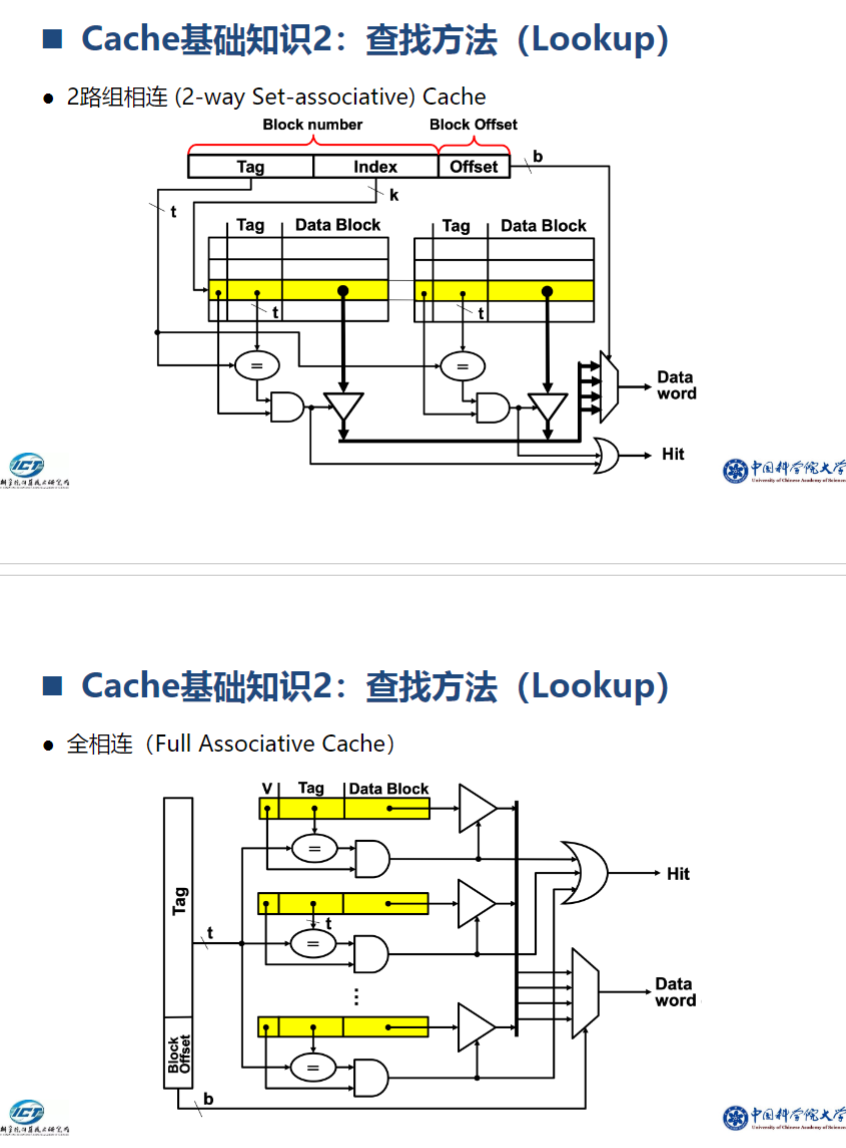 Cache基础知识2：查找方法（Lookup）
2路组相连 (2-way Set-associative) Cache
Block number Block Offset
Tag Index Offset b
t k
Tag Data Block Tag Data Block
t t
= =
Data
word
Hit
ICT
中国科学院大学
University of Chinese Academy of Sciences
Cache基础知识2：查找方法（Lookup）
全相连（Full Associative Cache）
V Tag Data Block
=
Hit
Tag
t
t
=
Data
word
⋮
Block
Offset
=
b
ICT
中国科学院大学
University of Chinese Academy of Sciences